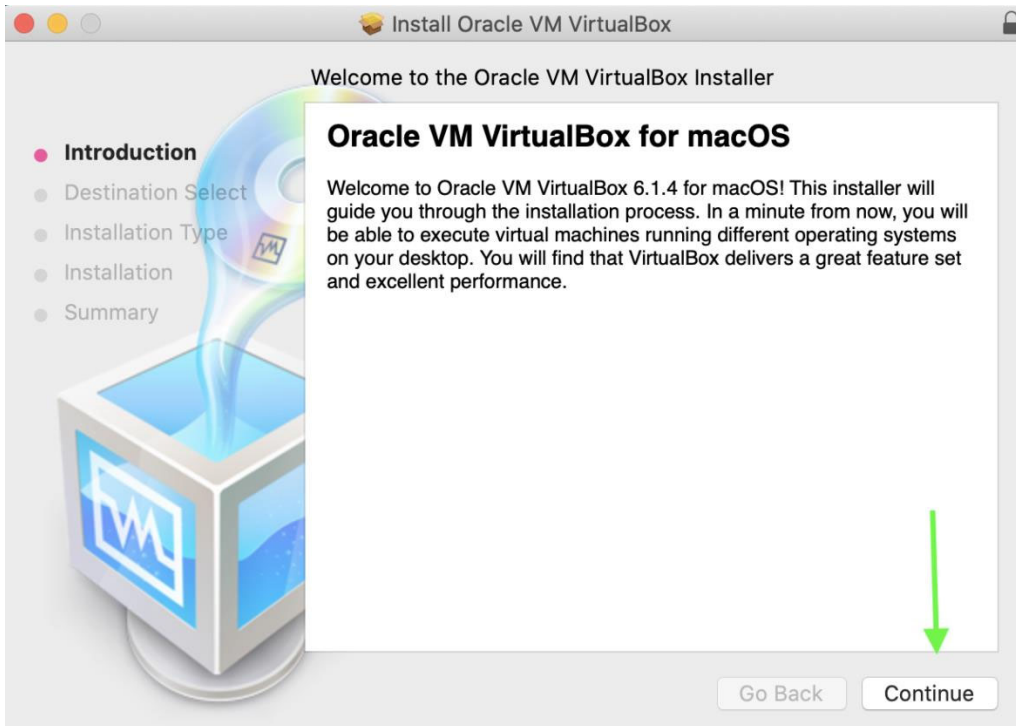 Install Oracle VM VirtualBox
Welcome to the Oracle VM VirtualBox Installer
Introduction
Destination Select
Installation Type
Installation
Summary
Oracle VM VirtualBox for macOS
Welcome to Oracle VM VirtualBox 6.1.4 for macOS! This installer will
guide you through the installation process. In a minute from now, you will
be able to execute virtual machines running different operating systems
on your desktop. You will find that VirtualBox delivers a great feature set
and excellent performance.
Go Back
Continue